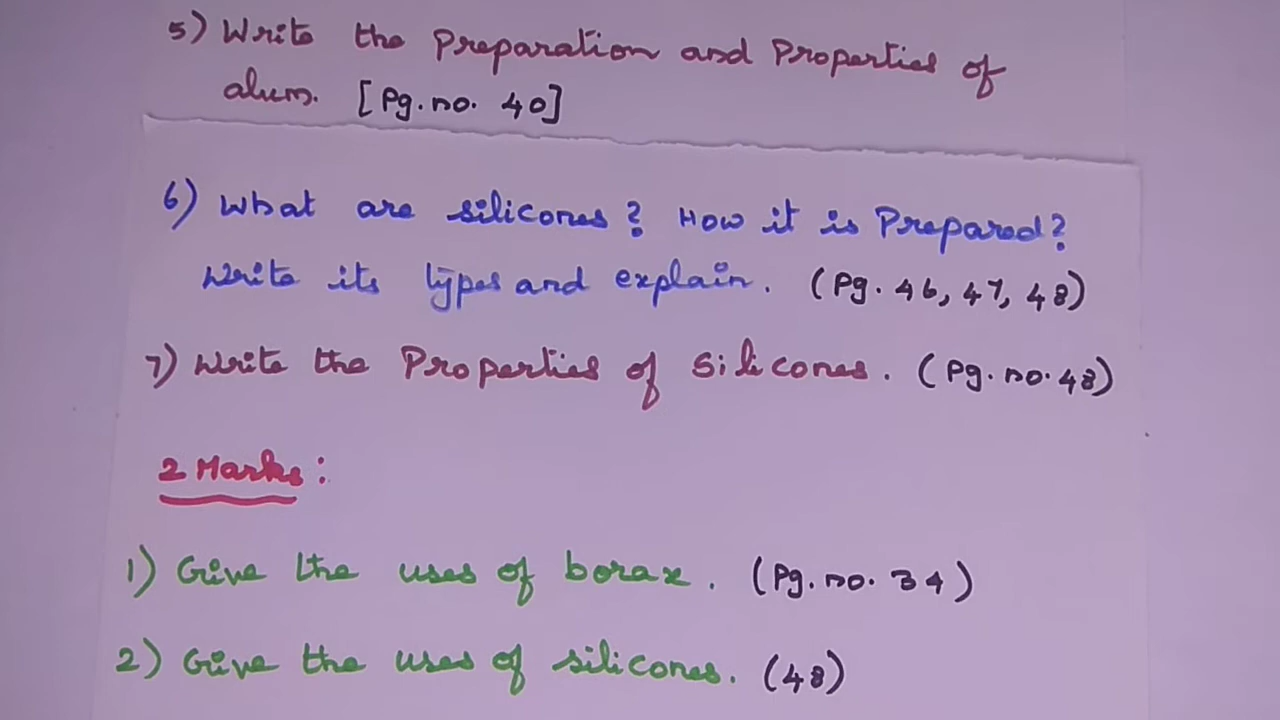 5) Write the Preparation and Properties of
alum. [Pg. no. 40]
6) What are silicones? How it is Prepared?
Write its types and explain. (Pg. 46, 47, 48)
7) Write the Properties of Silicones. (Pg. no. 48)
2 Marks:
1) Give the uses of borax. (Pg. no. 34)
2) Give the uses of silicones. (48)